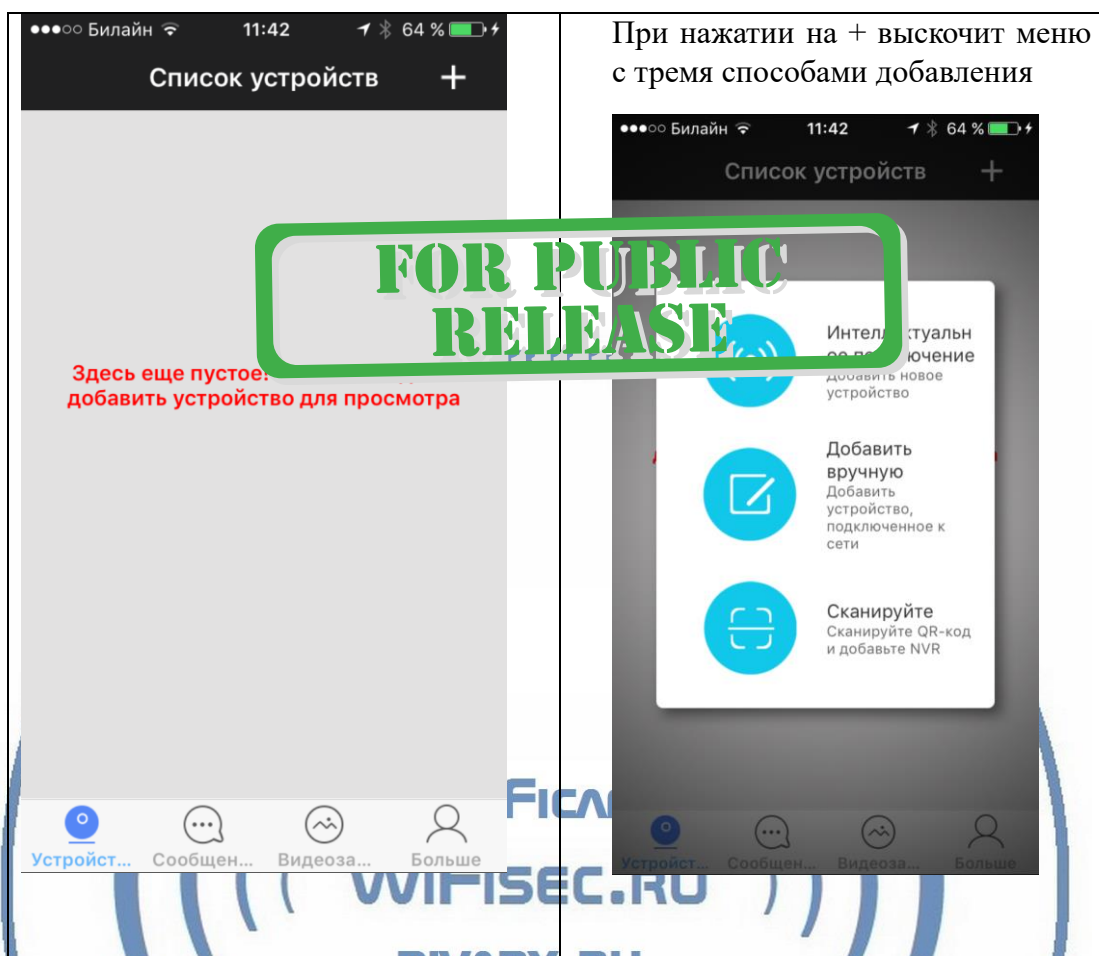 ●●●○○ Билайн 11:42 64 %
Список устройств +
Здесь еще пустое!
добавить устройство для просмотра
Устройст... Сообщен... Видеоза... Больше
При нажатии на + выскочит меню
с тремя способами добавления
●●●○○ Билайн 11:42 64 %
Список устройств +
FOR PUBLIC
RELEASE
Добавить новое
устройство
Добавить
вручную
Добавить
устройство,
подключенное к
сети
Сканируйте
Сканируйте QR-код
и добавьте NVR
Устройст... Сообщен... Видеоза... Больше
WIFISEC.RU